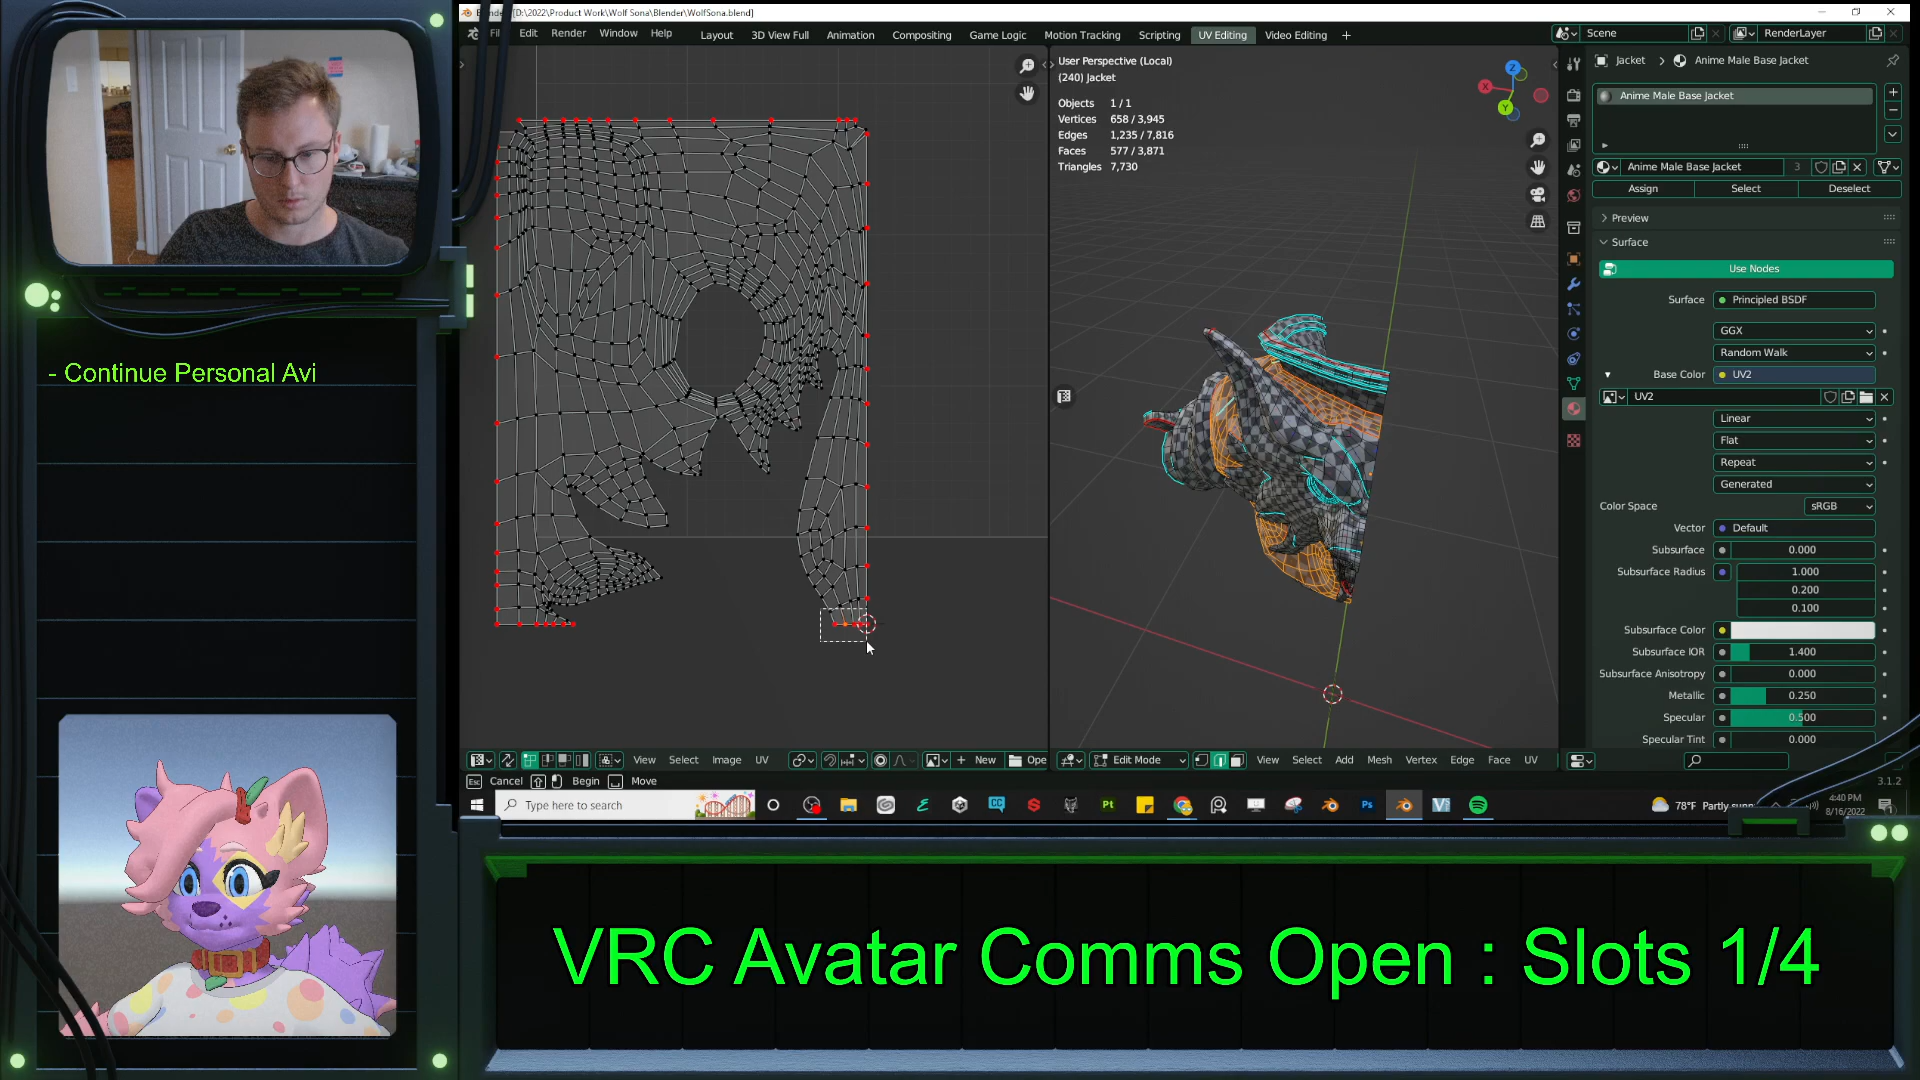 [D:\2022\Product Work\Wolf Sona\Blender\WolfSona.blend]
Edit Render Window Help
Layout 3D View Full Animation Compositing Game Logic Motion Tracking Scripting Compositing UV Editing Video Editing +
Scene
RenderLayer
User Perspective (Local)
(240) Jacket
Objects 1 / 1
Vertices 658 / 3,945
Edges 1,235 / 7,816
Faces 577 / 3,871
Triangles 7,730
X
Y
Z
Jacket > Anime Male Base Jacket
Anime Male Base Jacket
Anime Male Base Jacket 3
Assign Select Deselect
Preview
Surface
Use Nodes
Surface Principled BSDF
GGX
Random Walk
Base Color UV2
UV2
Linear
Flat
Repeat
Generated
Color Space sRGB
Vector Default
Subsurface 0.000
Subsurface Radius 1.000
0.200
0.100
Subsurface Color
Subsurface IOR 1.400
Subsurface Anisotropy 0.000
Metallic 0.250
Specular 0.500
Specular Tint 0.000
View Select Image UV
+ New
Ope
Edit Mode
View Select Add Mesh Vertex Edge Face UV
Esc Cancel Begin Move
3.1.2
Type here to search
78°F Partly sunn
4:40 PM
8/16/2022
- Continue Personal Avi
VRC Avatar Comms Open : Slots 1/4